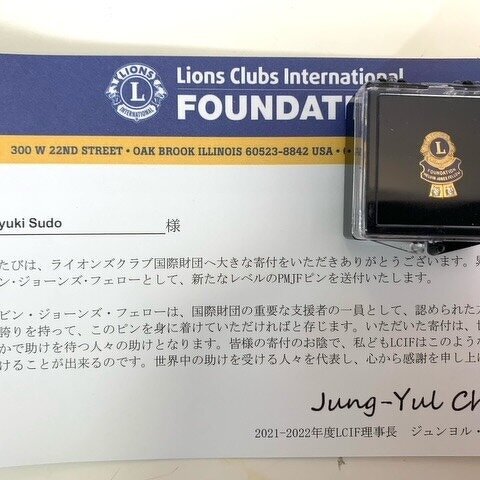 Lions Clubs International
FOUNDATION
LIONS
L
INTERNATIONAL
300 W 22ND STREET • OAK BROOK ILLINOIS 60523-8842 USA •
yuki Sudo 様
L
FOUNDATION
MELVIN JONES FELLOW
たびは、ライオンズクラブ国際財団へ大きな寄付をいただきありがとうございます。
ン・ジョーンズ・フェローとして、新たなレベルのPMJFピンを送付いたします。
ビン・ジョーンズ・フェローは、国際財団の重要な支援者の一員として、認められた
誇りを持って、このピンを身に着けていただければと存じます。いただいた寄付は、
かで助けを待つ人々の助けとなります。皆様の寄付のお陰で、私どもLCIFはこのよう
けることが出来るのです。世界中の助けを受ける人々を代表し、心から感謝を申し上
Jung-Yul Ch
2021-2022年度LCIF理事長 ジュンヨル・